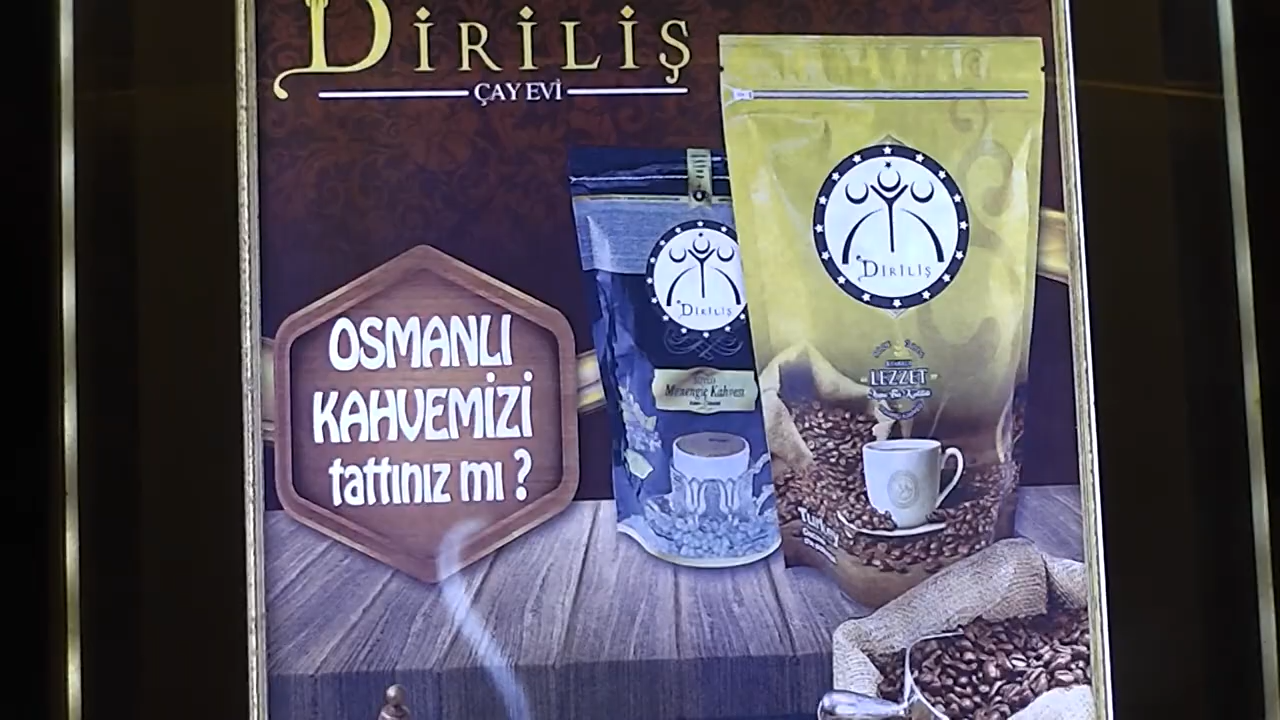 DİRİLİŞ
ÇAY EVİ
OSMANLI
KAHVEMİZİ
tattınız mı ?
DİRİLİŞ
Menengiç Kahvesi
DİRİLİŞ
LEZZET